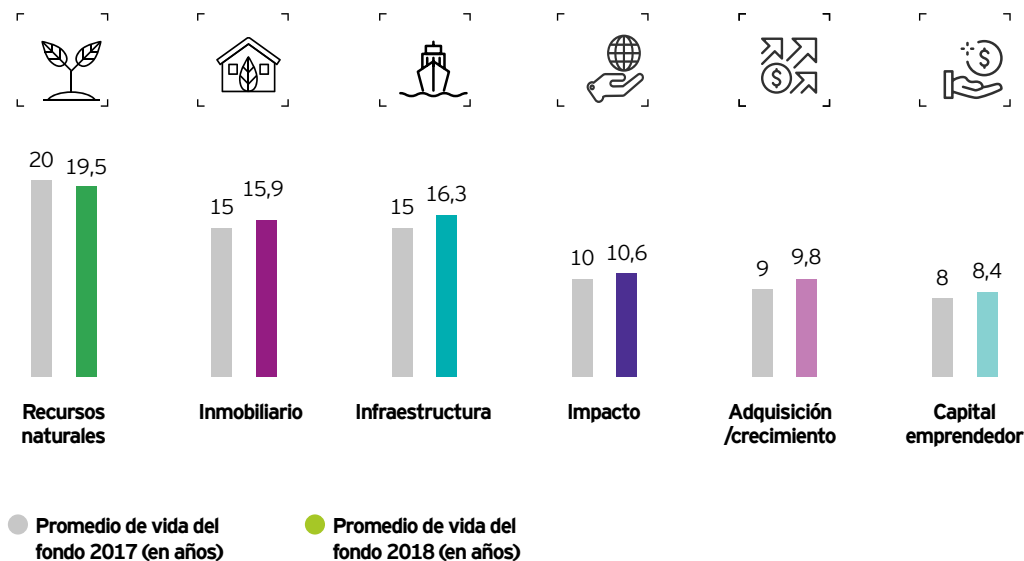 20 19,5
15 15,9
15 16,3
10 10,6
9 9,8
8 8,4
Recursos
naturales
Inmobiliario
Infraestructura
Impacto
Adquisición
/crecimiento
Capital
emprendedor
Promedio de vida del
fondo 2017 (en años)
Promedio de vida del
fondo 2018 (en años)